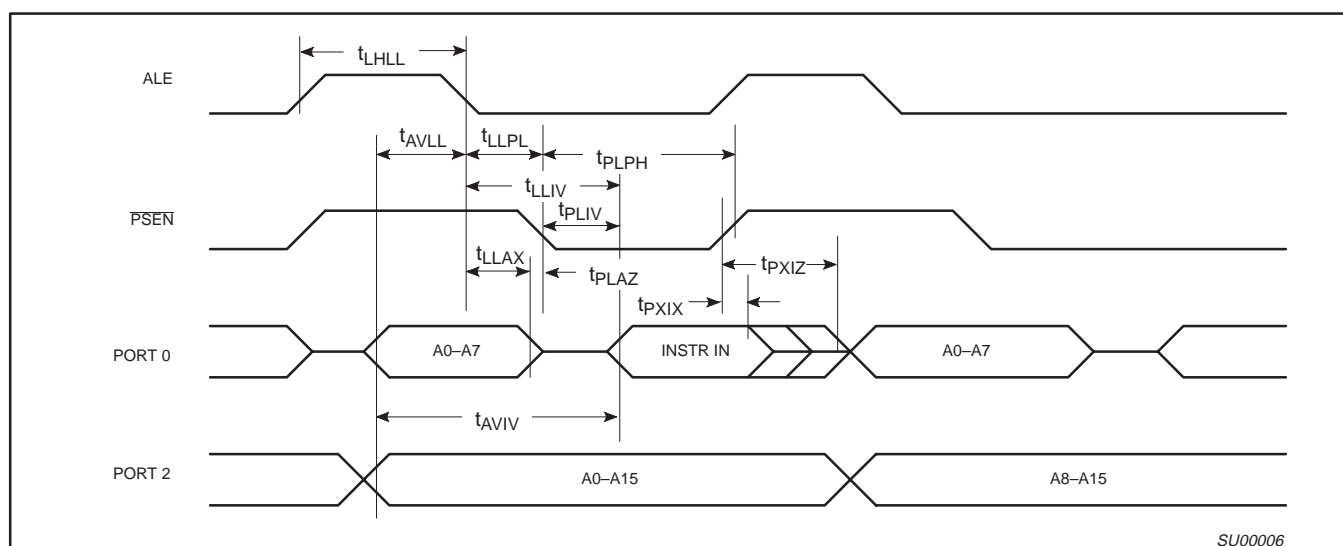 tLHLL
ALE
tAVLL tLLPL
tPLPH
tLLIV
PSEN
tPLIV
tLLAX
tPLAZ
tPXIZ
tPXIX
PORT 0
A0–A7
INSTR IN
A0–A7
tAVIV
PORT 2
A0–A15
A8–A15
SU00006